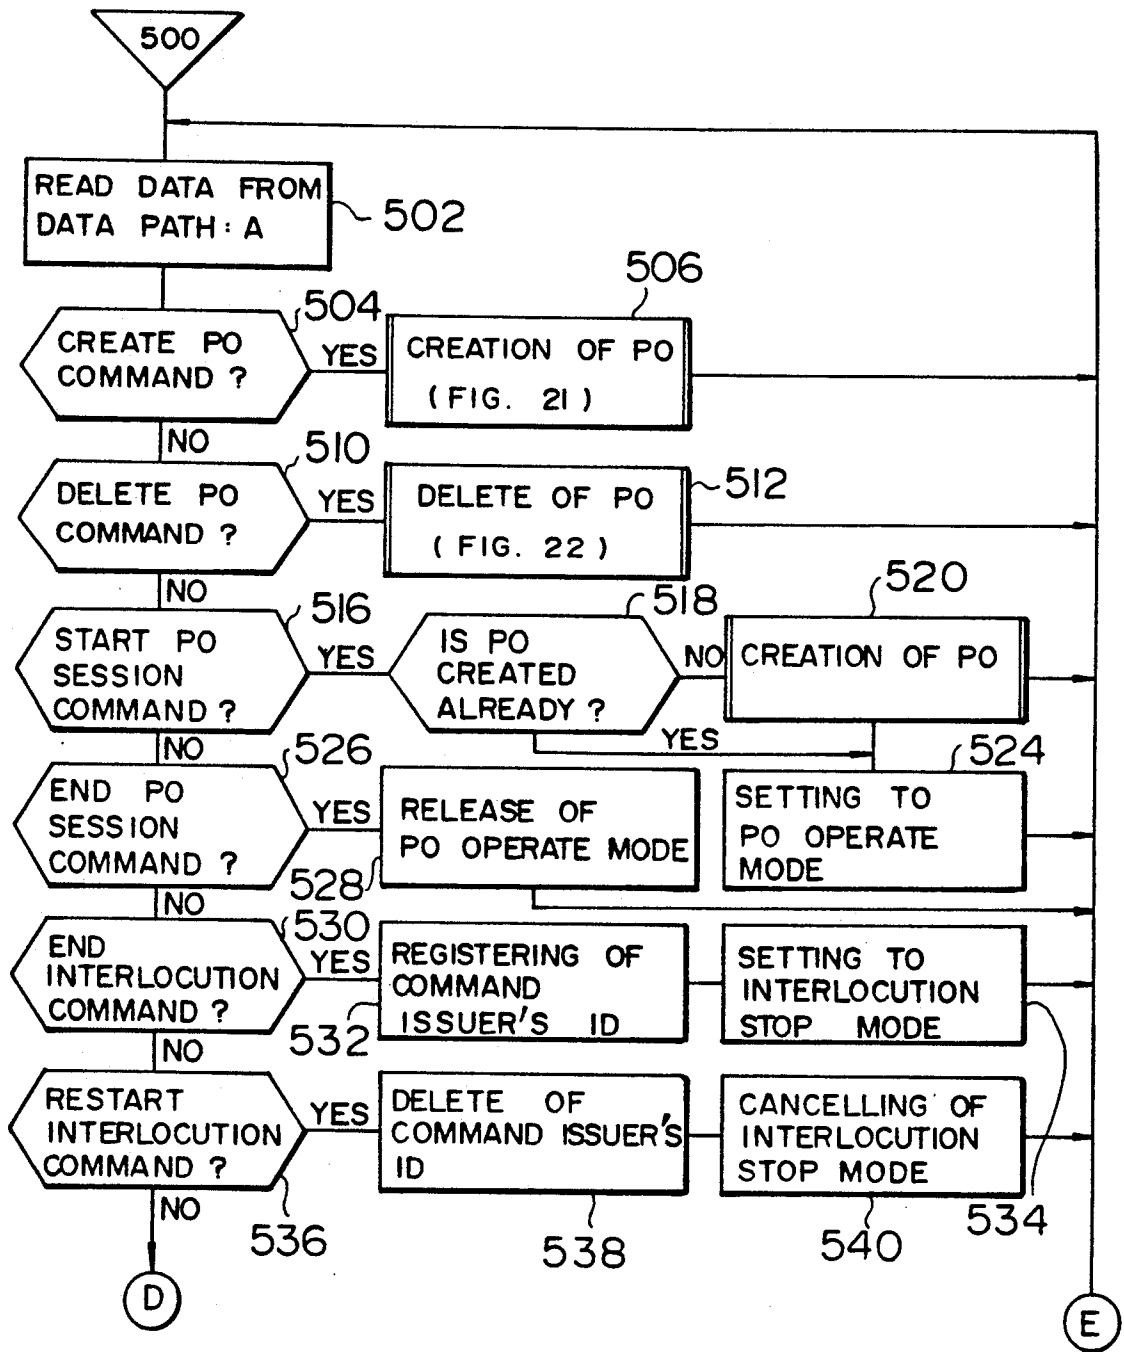 500
READ DATA FROM
DATA PATH : A
502
504
CREATE PO
COMMAND ?
YES
506
CREATION OF PO
( FIG. 21 )
NO
510
DELETE PO
COMMAND ?
YES
DELETE OF PO
( FIG. 22 )
512
NO
516
START PO
SESSION
COMMAND ?
YES
518
IS PO
CREATED
ALREADY ?
NO
520
CREATION OF PO
YES
NO
526
END PO
SESSION
COMMAND ?
YES
RELEASE OF
PO OPERATE MODE
528
524
SETTING TO
PO OPERATE
MODE
NO
530
END
INTERLOCUTION
COMMAND ?
YES
532
REGISTERING OF
COMMAND
ISSUER'S ID
SETTING TO
INTERLOCUTION
STOP MODE
534
NO
RESTART
INTERLOCUTION
COMMAND ?
536
YES
DELETE OF
COMMAND ISSUER'S
ID
538
CANCELLING OF
INTERLOCUTION
STOP MODE
540
NO
D
E